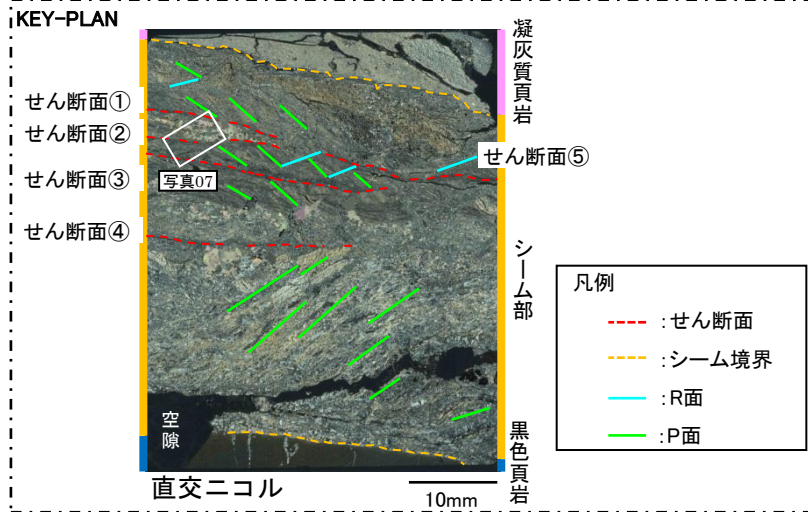 KEY-PLAN
凝灰質頁岩
せん断面①
せん断面②
せん断面⑤
せん断面③
写真07
せん断面④
シーム部
凡例
:せん断面
:シーム境界
:R面
:P面
空隙
黒色頁岩
直交ニコル
10mm